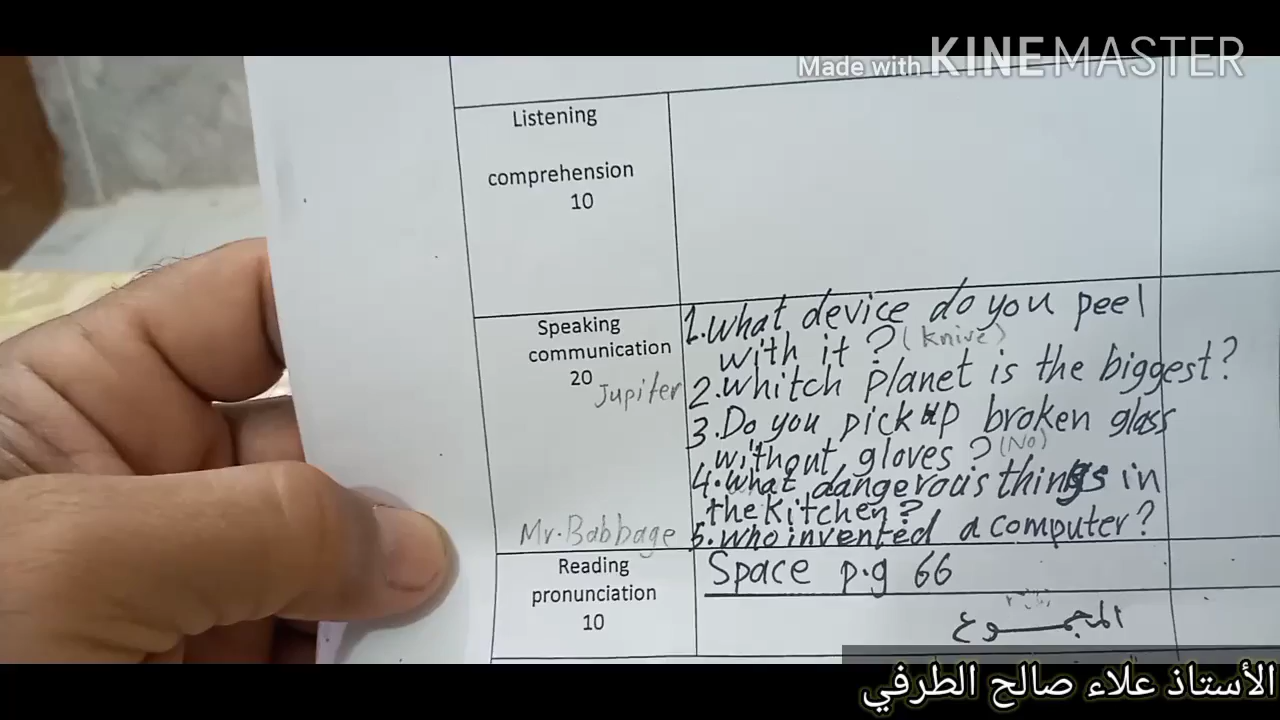 Made with KINEMASTER
Listening
comprehension
10
Speaking
communication
20
Jupiter
Mr. Babbage
1. What device do you peel
with it? (knive)
2. Whitch planet is the biggest?
3. Do you pick up broken glass
without gloves? (No)
4. What dangerous things in
the kitchen?
5. who invented a computer?
Reading
pronunciation
10
Space p.g 66
المجموع
الأستاذ علاء صالح الطرفي